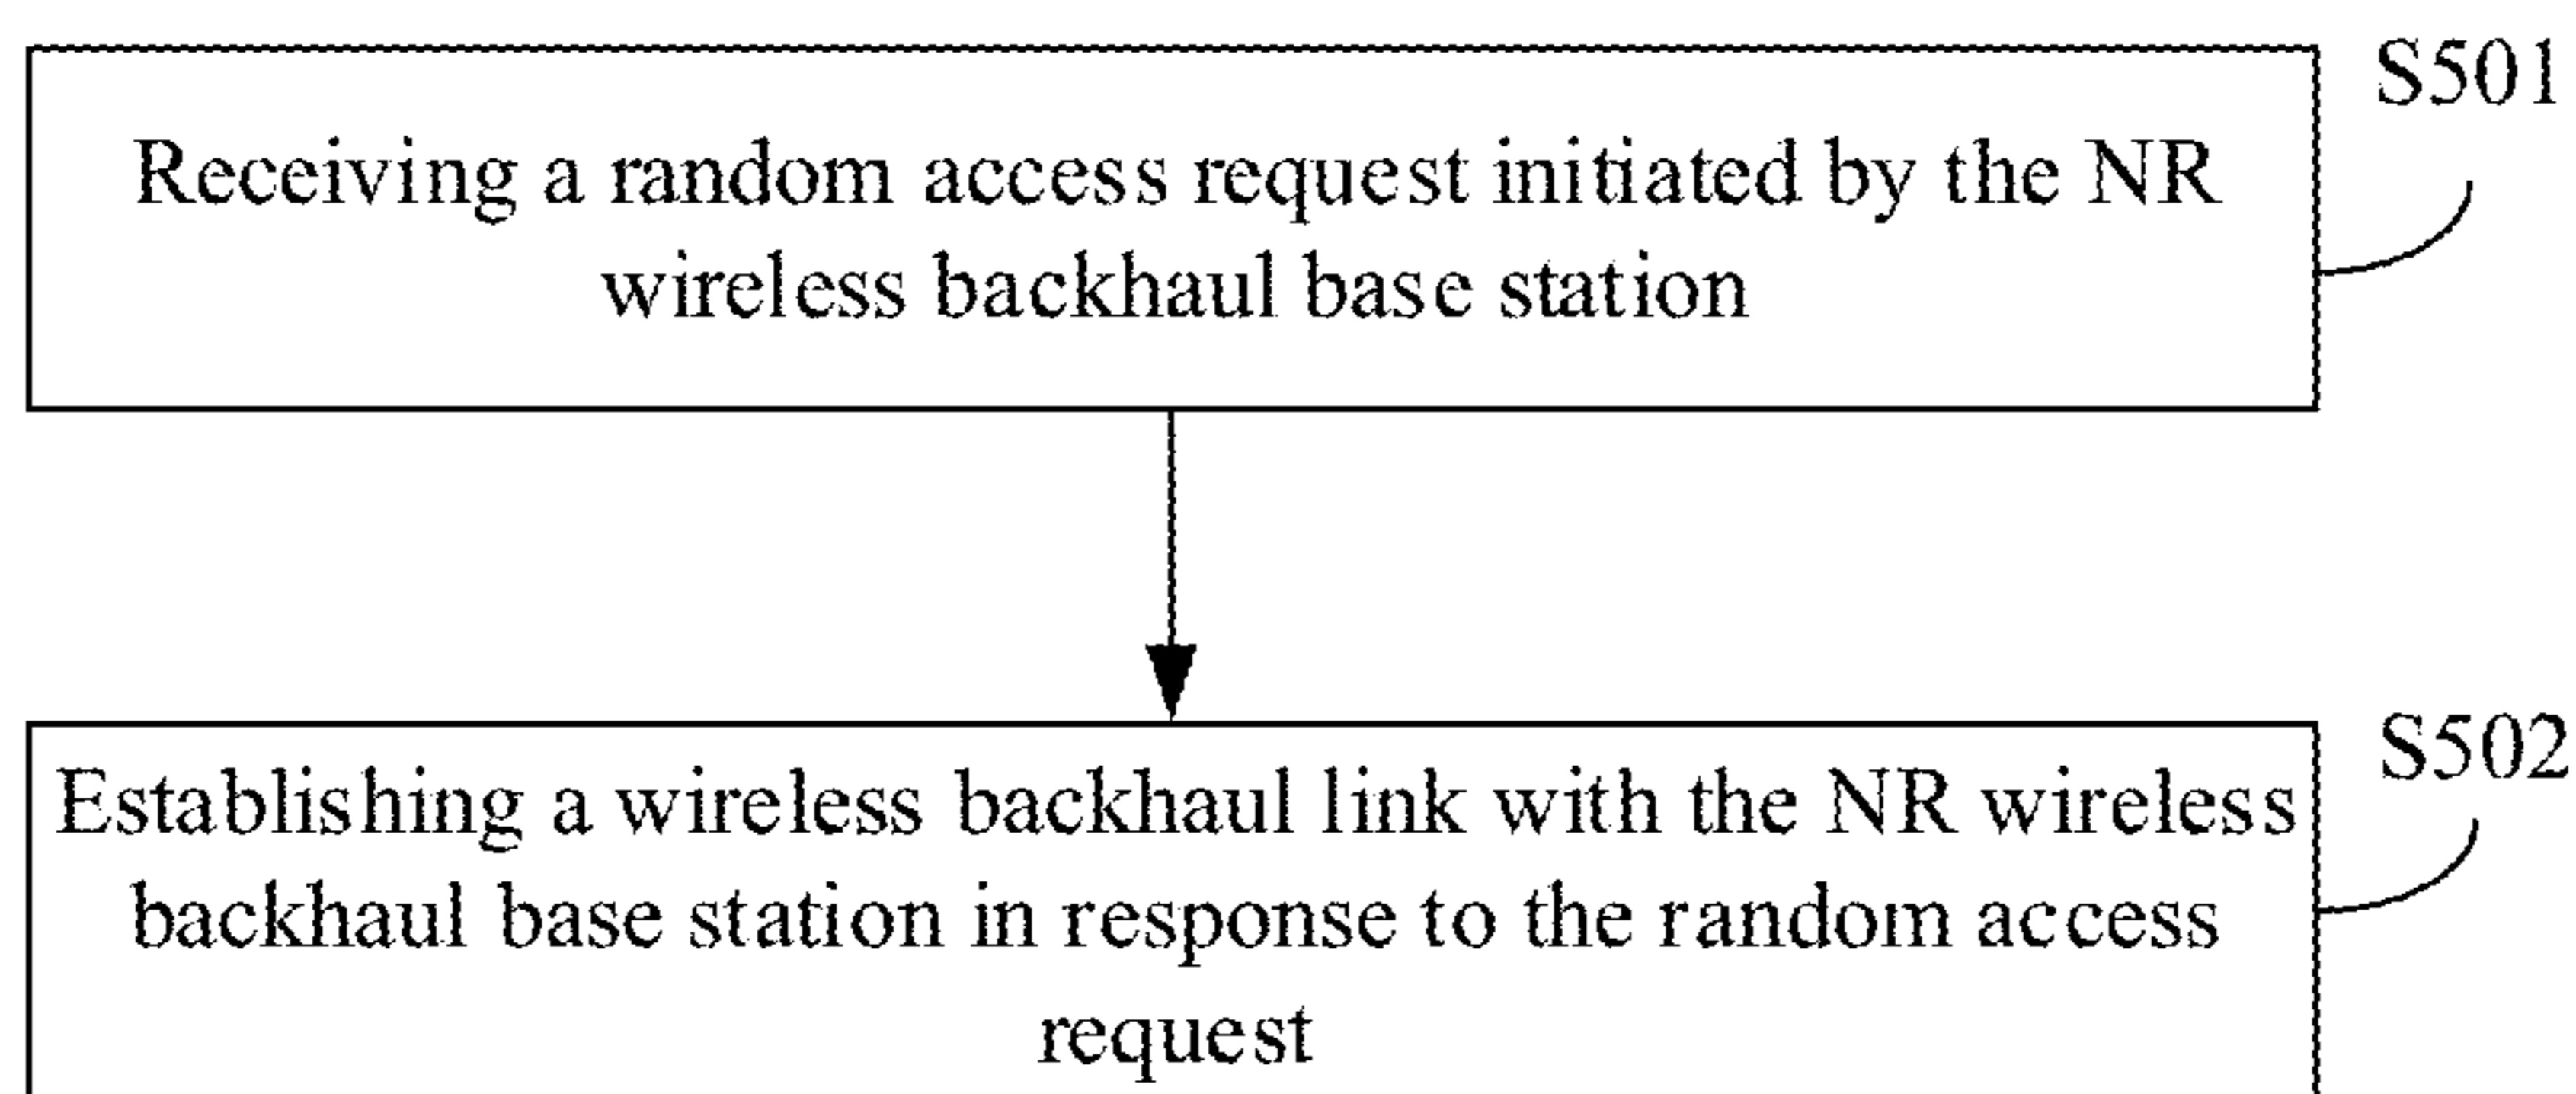 S501
Receiving a random access request initiated by the NR
wireless backhaul base station
S502
Establishing a wireless backhaul link with the NR wireless
backhaul base station in response to the random access
request